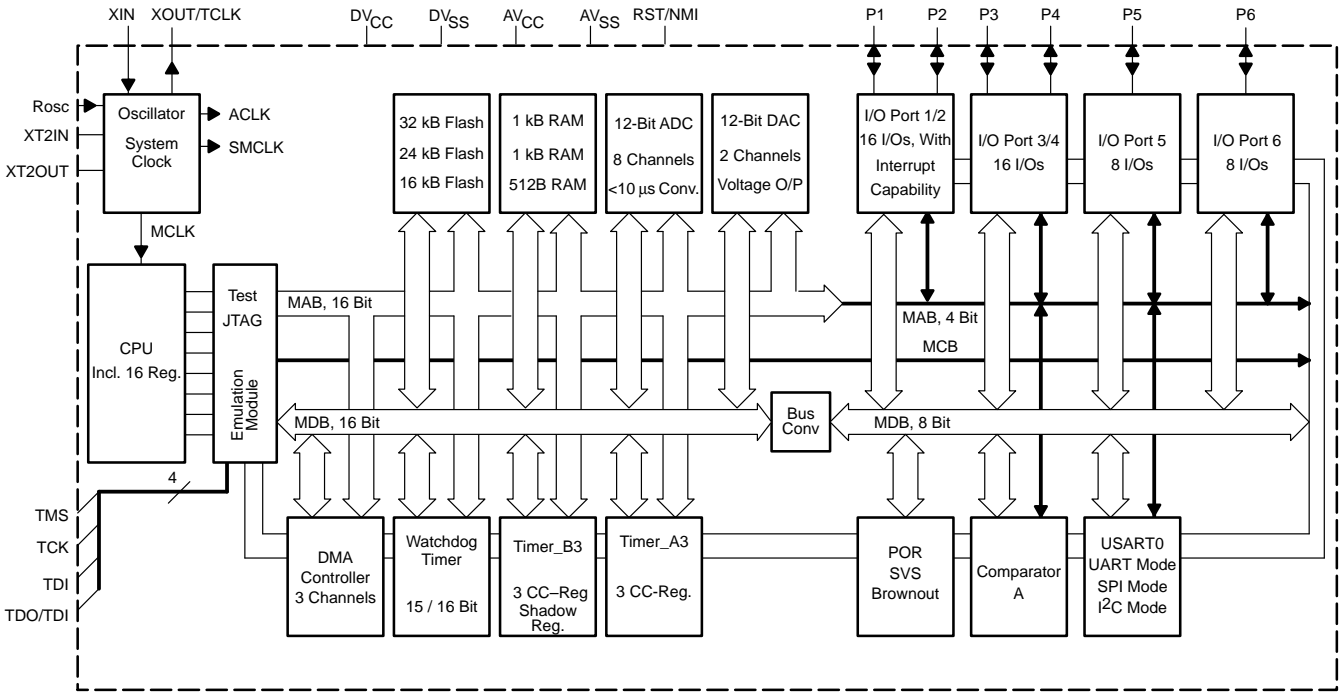 XIN
XOUT/TCLK
DVCC
DVSS
AVCC
AVSS
RST/NMI
P1
P2
P3
P4
P5
P6
Rosc
XT2IN
XT2OUT
Oscillator
System
Clock
ACLK
SMCLK
MCLK
32 kB Flash
24 kB Flash
16 kB Flash
1 kB RAM
1 kB RAM
512B RAM
12-Bit ADC
8 Channels
<10 µs Conv.
12-Bit DAC
2 Channels
Voltage O/P
I/O Port 1/2
16 I/Os, With
Interrupt
Capability
I/O Port 3/4
16 I/Os
I/O Port 5
8 I/Os
I/O Port 6
8 I/Os
CPU
Incl. 16 Reg.
Test
JTAG
Emulation
Module
MAB, 16 Bit
MAB, 4 Bit
MCB
MDB, 16 Bit
Bus
Conv
MDB, 8 Bit
4
TMS
TCK
TDI
TDO/TDI
DMA
Controller
3 Channels
Watchdog
Timer
15 / 16 Bit
Timer_B3
3 CC–Reg
Shadow
Reg.
Timer_A3
3 CC-Reg.
POR
SVS
Brownout
Comparator
A
USART0
UART Mode
SPI Mode
I2C Mode